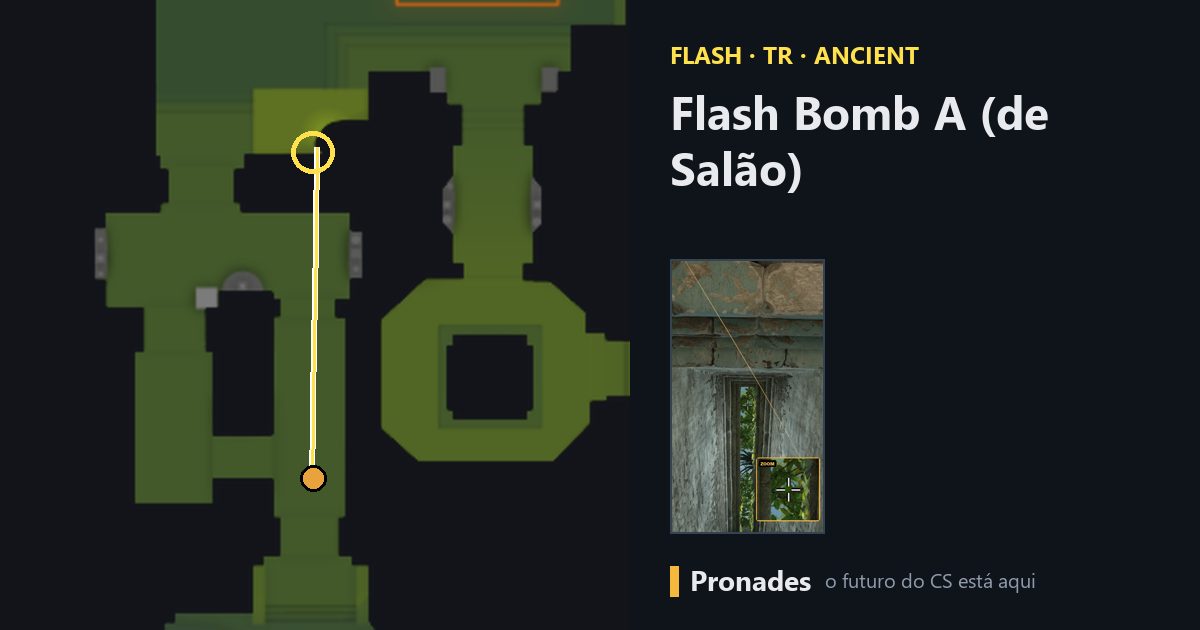 FLASH · TR · ANCIENT
Flash Bomb A (de
Salão)
ZOOM
Pronades o futuro do CS está aqui